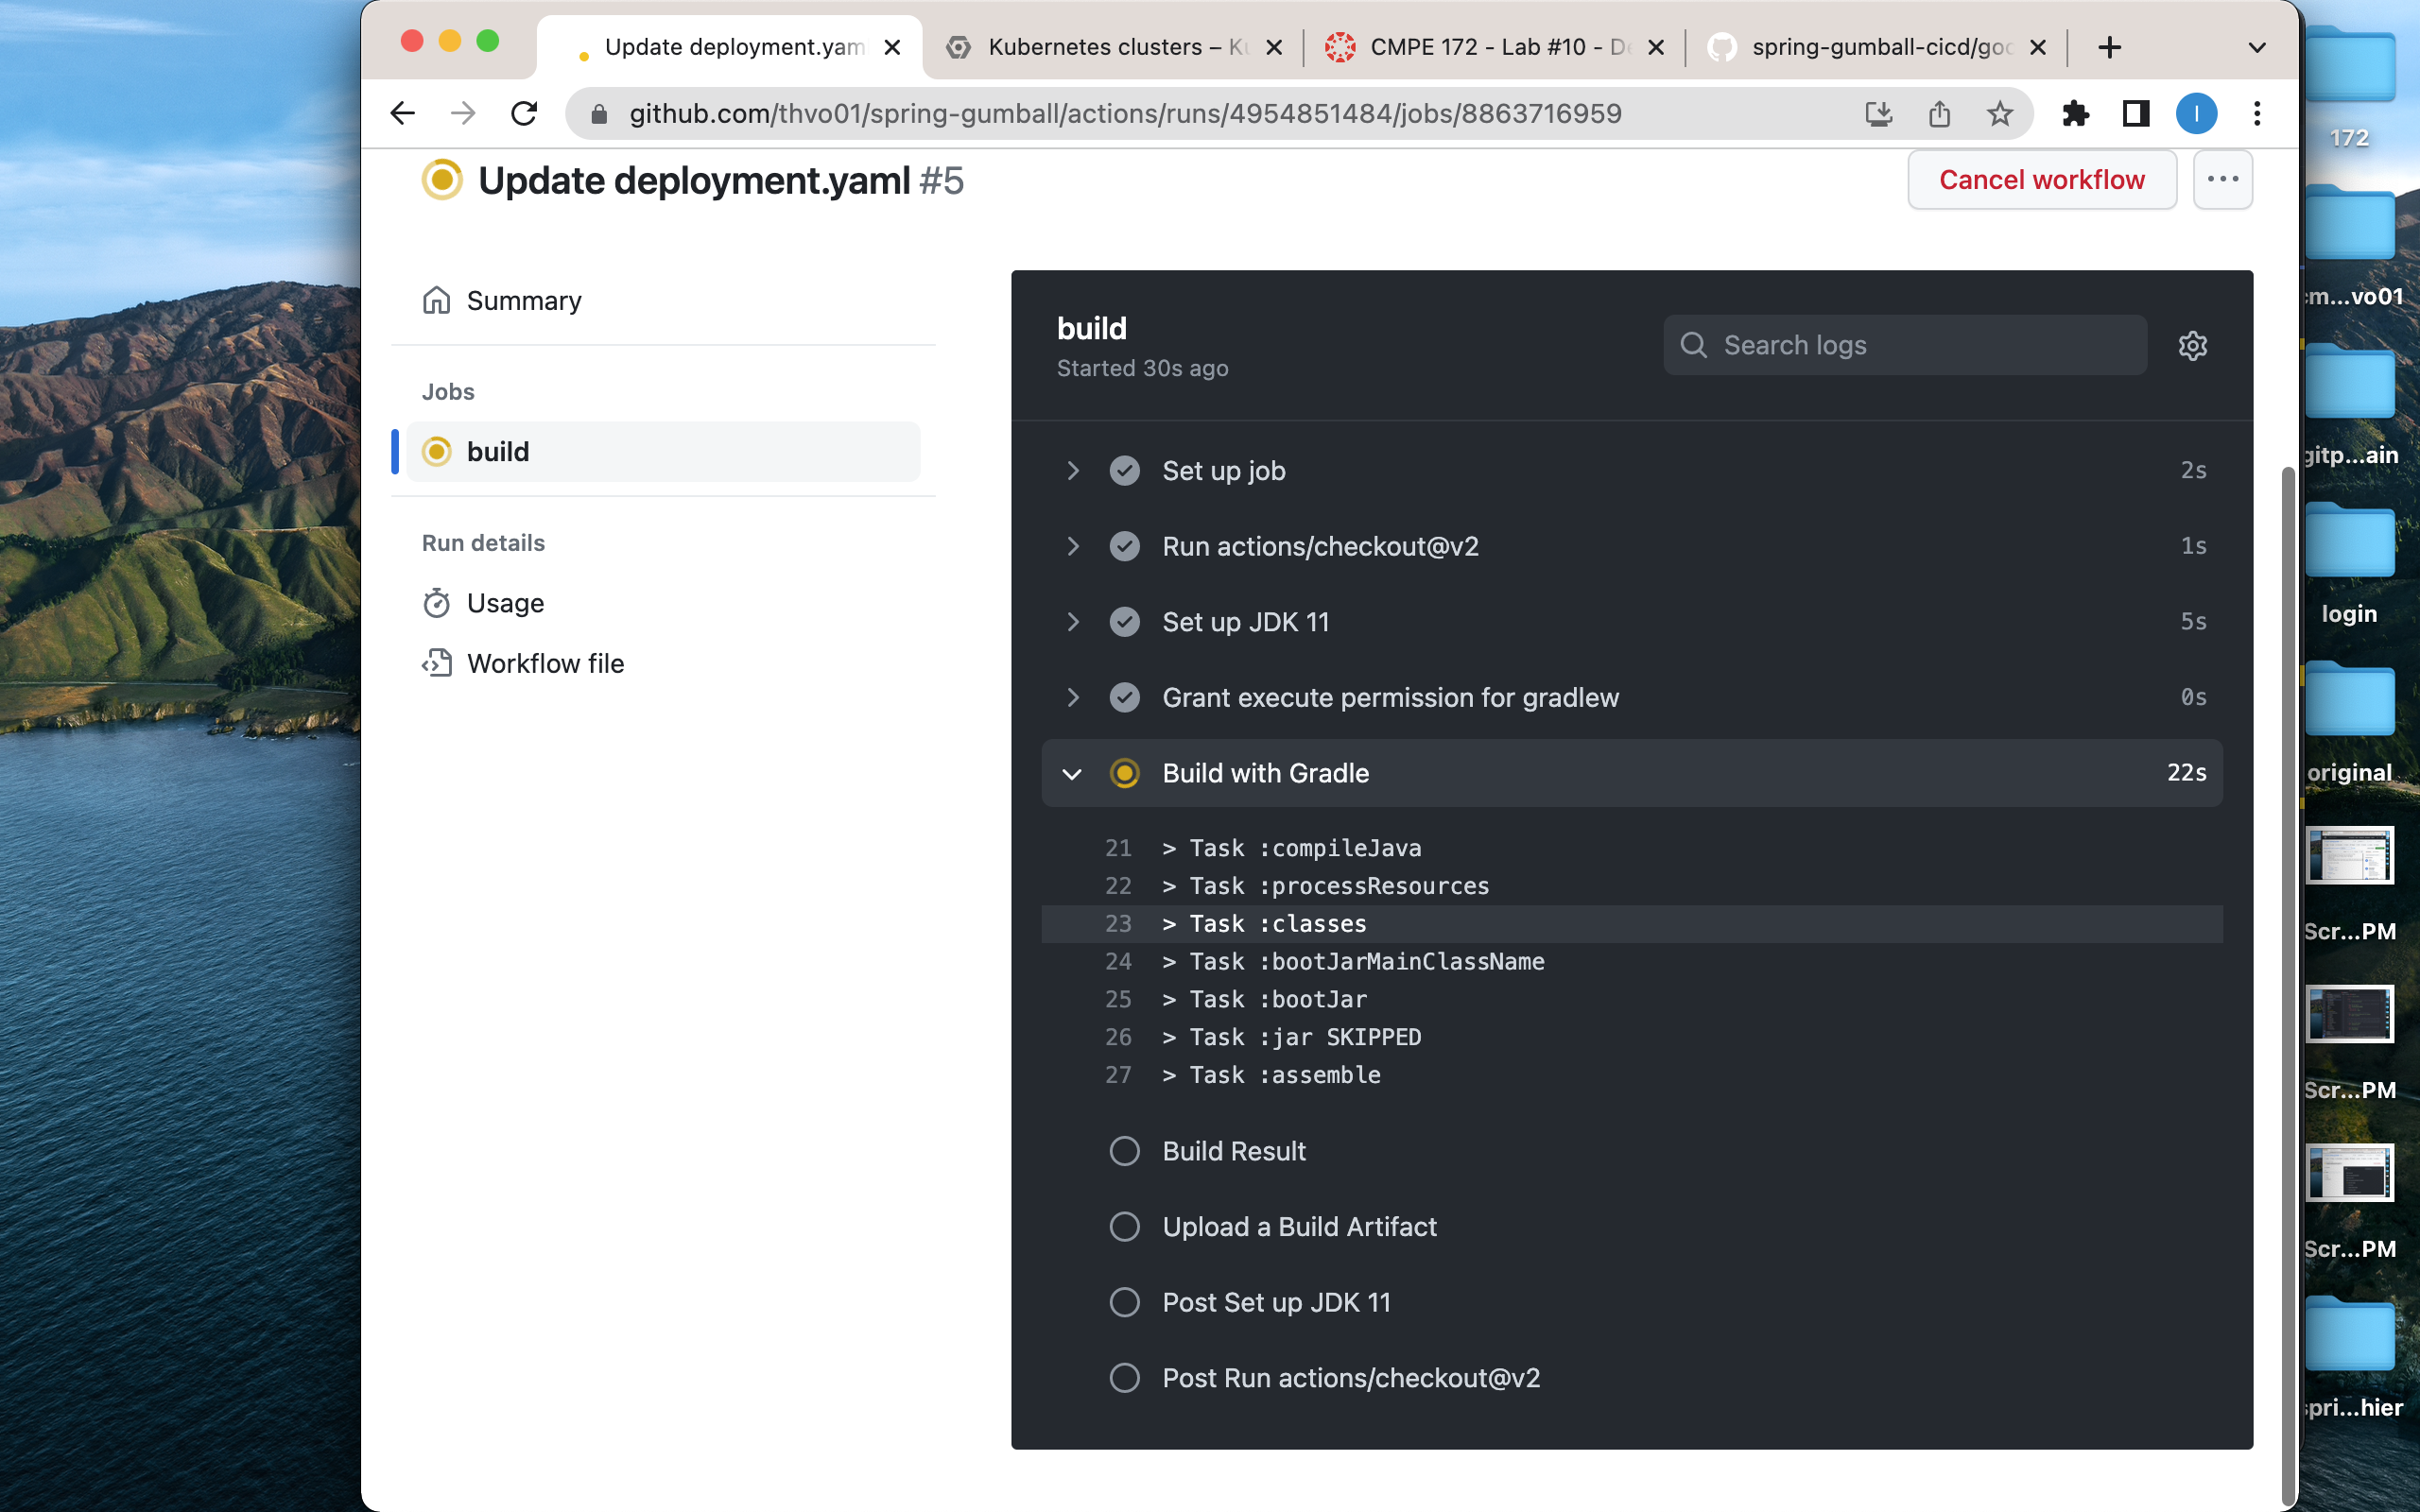 Update deployment.yam
Kubernetes clusters – Ku
CMPE 172 - Lab #10 - De
spring-gumball-cicd/goo
github.com/thvo01/spring-gumball/actions/runs/4954851484/jobs/8863716959
I
Update deployment.yaml #5
Cancel workflow
Summary
Jobs
build
Run details
Usage
Workflow file
build
Started 30s ago
Search logs
Set up job 2s
Run actions/checkout@v2 1s
Set up JDK 11 5s
Grant execute permission for gradlew 0s
Build with Gradle 22s
21 > Task :compileJava
22 > Task :processResources
23 > Task :classes
24 > Task :bootJarMainClassName
25 > Task :bootJar
26 > Task :jar SKIPPED
27 > Task :assemble
Build Result
Upload a Build Artifact
Post Set up JDK 11
Post Run actions/checkout@v2
172
cm...vo01
gitp...ain
login
original
Scr...PM
Scr...PM
Scr...PM
spri...hier